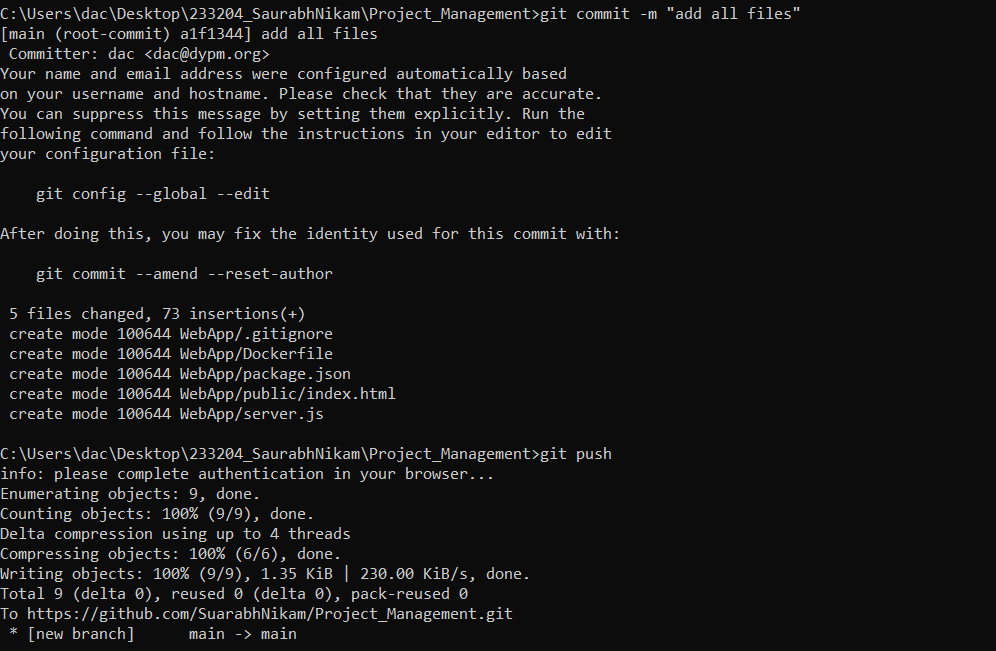 C:\Users\dac\Desktop\233204_SaurabhNikam\Project_Management>git commit -m "add all files"
[main (root-commit) a1f1344] add all files
 Committer: dac <dac@dypm.org>
Your name and email address were configured automatically based
on your username and hostname. Please check that they are accurate.
You can suppress this message by setting them explicitly. Run the
following command and follow the instructions in your editor to edit
your configuration file:

    git config --global --edit

After doing this, you may fix the identity used for this commit with:

    git commit --amend --reset-author

 5 files changed, 73 insertions(+)
 create mode 100644 WebApp/.gitignore
 create mode 100644 WebApp/Dockerfile
 create mode 100644 WebApp/package.json
 create mode 100644 WebApp/public/index.html
 create mode 100644 WebApp/server.js

C:\Users\dac\Desktop\233204_SaurabhNikam\Project_Management>git push
info: please complete authentication in your browser...
Enumerating objects: 9, done.
Counting objects: 100% (9/9), done.
Delta compression using up to 4 threads
Compressing objects: 100% (6/6), done.
Writing objects: 100% (9/9), 1.35 KiB | 230.00 KiB/s, done.
Total 9 (delta 0), reused 0 (delta 0), pack-reused 0
To https://github.com/SuarabhNikam/Project_Management.git
 * [new branch]      main -> main